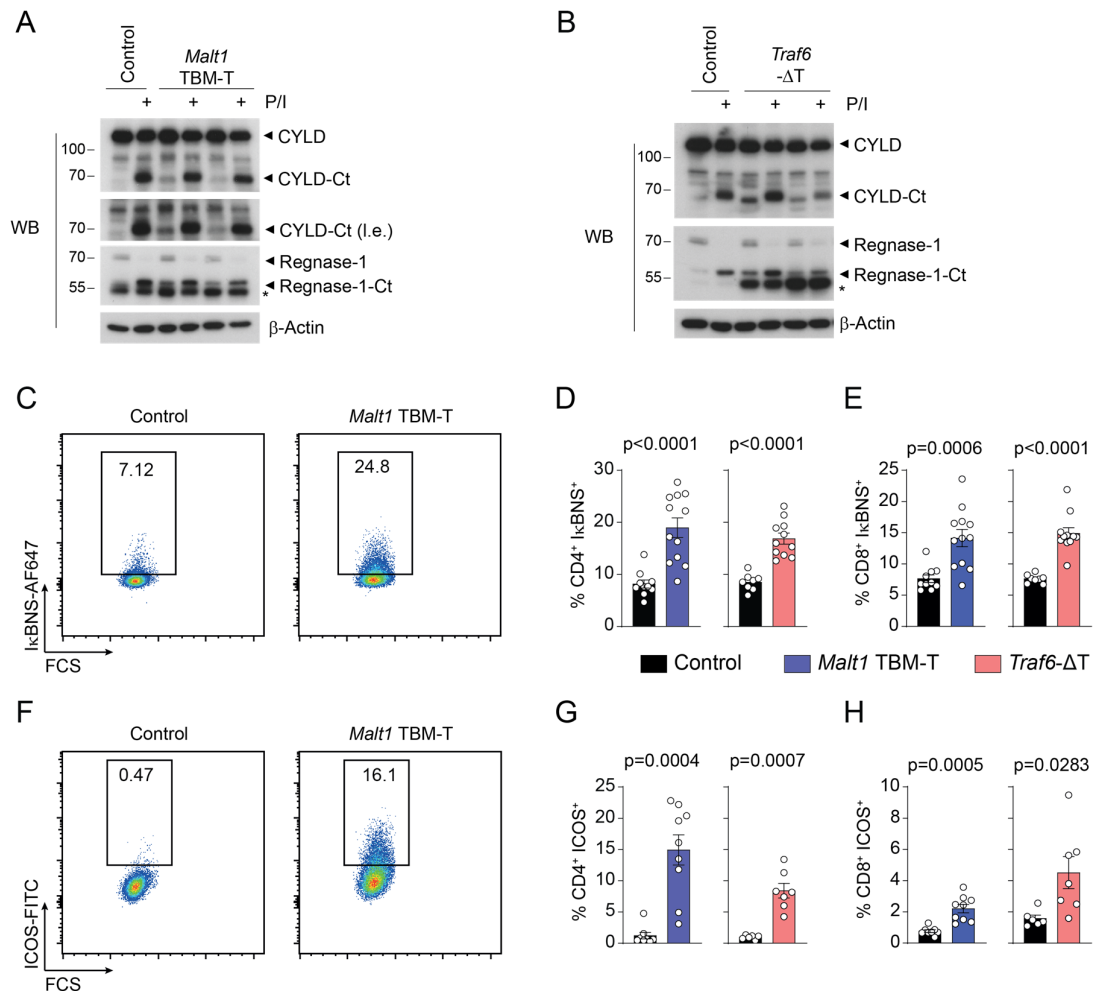 A
Control
Malt1
TBM-T
+ + + P/I
CYLD
100
70
CYLD-Ct
WB
70
CYLD-Ct (l.e.)
70
Regnase-1
55
Regnase-1-Ct
*
β-Actin
B
Control
Traf6
-ΔT
+ + + P/I
CYLD
100
70
CYLD-Ct
WB
70
Regnase-1
55
Regnase-1-Ct
*
β-Actin
C
Control
Malt1 TBM-T
7.12
24.8
IκBNS-AF647
FCS
D
p<0.0001 p<0.0001
% CD4+ IκBNS+
30
20
10
0
E
p=0.0006 p<0.0001
% CD8+ IκBNS+
25
20
15
10
5
0
Control Malt1 TBM-T Traf6-ΔT
F
Control
Malt1 TBM-T
0.47
16.1
ICOS-FITC
FCS
G
p=0.0004 p=0.0007
% CD4+ ICOS+
25
20
15
10
5
0
H
p=0.0005 p=0.0283
% CD8+ ICOS+
10
8
6
4
2
0